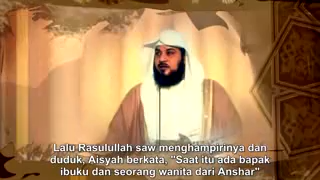 Lalu Rasulullah saw menghampirinya dan
duduk, Aisyah berkata, "Saat itu ada bapak
ibuku dan seorang wanita dari Anshar"